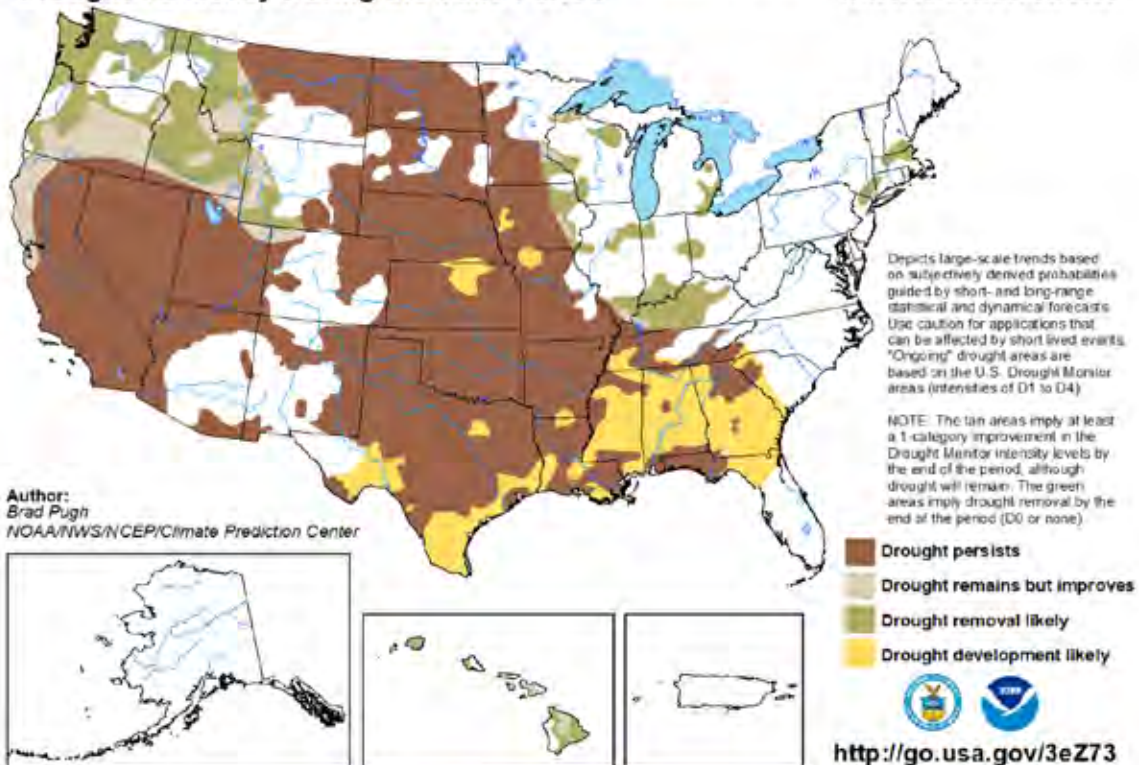 Depicts large-scale trends based
on subjectively derived probabilities
guided by short- and long-range
statistical and dynamical forecasts.
Use caution for applications that
can be affected by short lived events.
"Ongoing" drought areas are
based on the U.S. Drought Monitor
areas (intensities of D1 to D4).
NOTE: The tan areas imply at least
a 1-category improvement in the
Drought Monitor intensity levels by
the end of the period, although
drought will remain. The green
areas imply drought removal by the
end of the period (D0 or none).
Author:
Brad Pugh
NOAA/NWS/NCEP/Climate Prediction Center
Drought persists
Drought remains but improves
Drought removal likely
Drought development likely
http://go.usa.gov/3eZ73